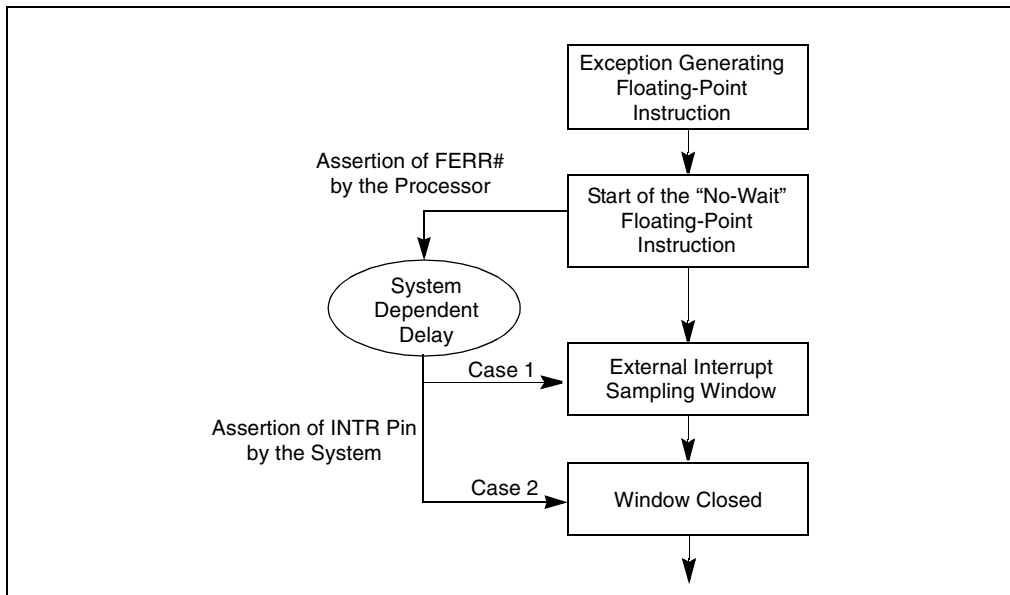 Exception Generating
Floating-Point
Instruction
Assertion of FERR#
by the Processor
Start of the “No-Wait”
Floating-Point
Instruction
System
Dependent
Delay
Case 1
External Interrupt
Sampling Window
Assertion of INTR Pin
by the System
Case 2
Window Closed